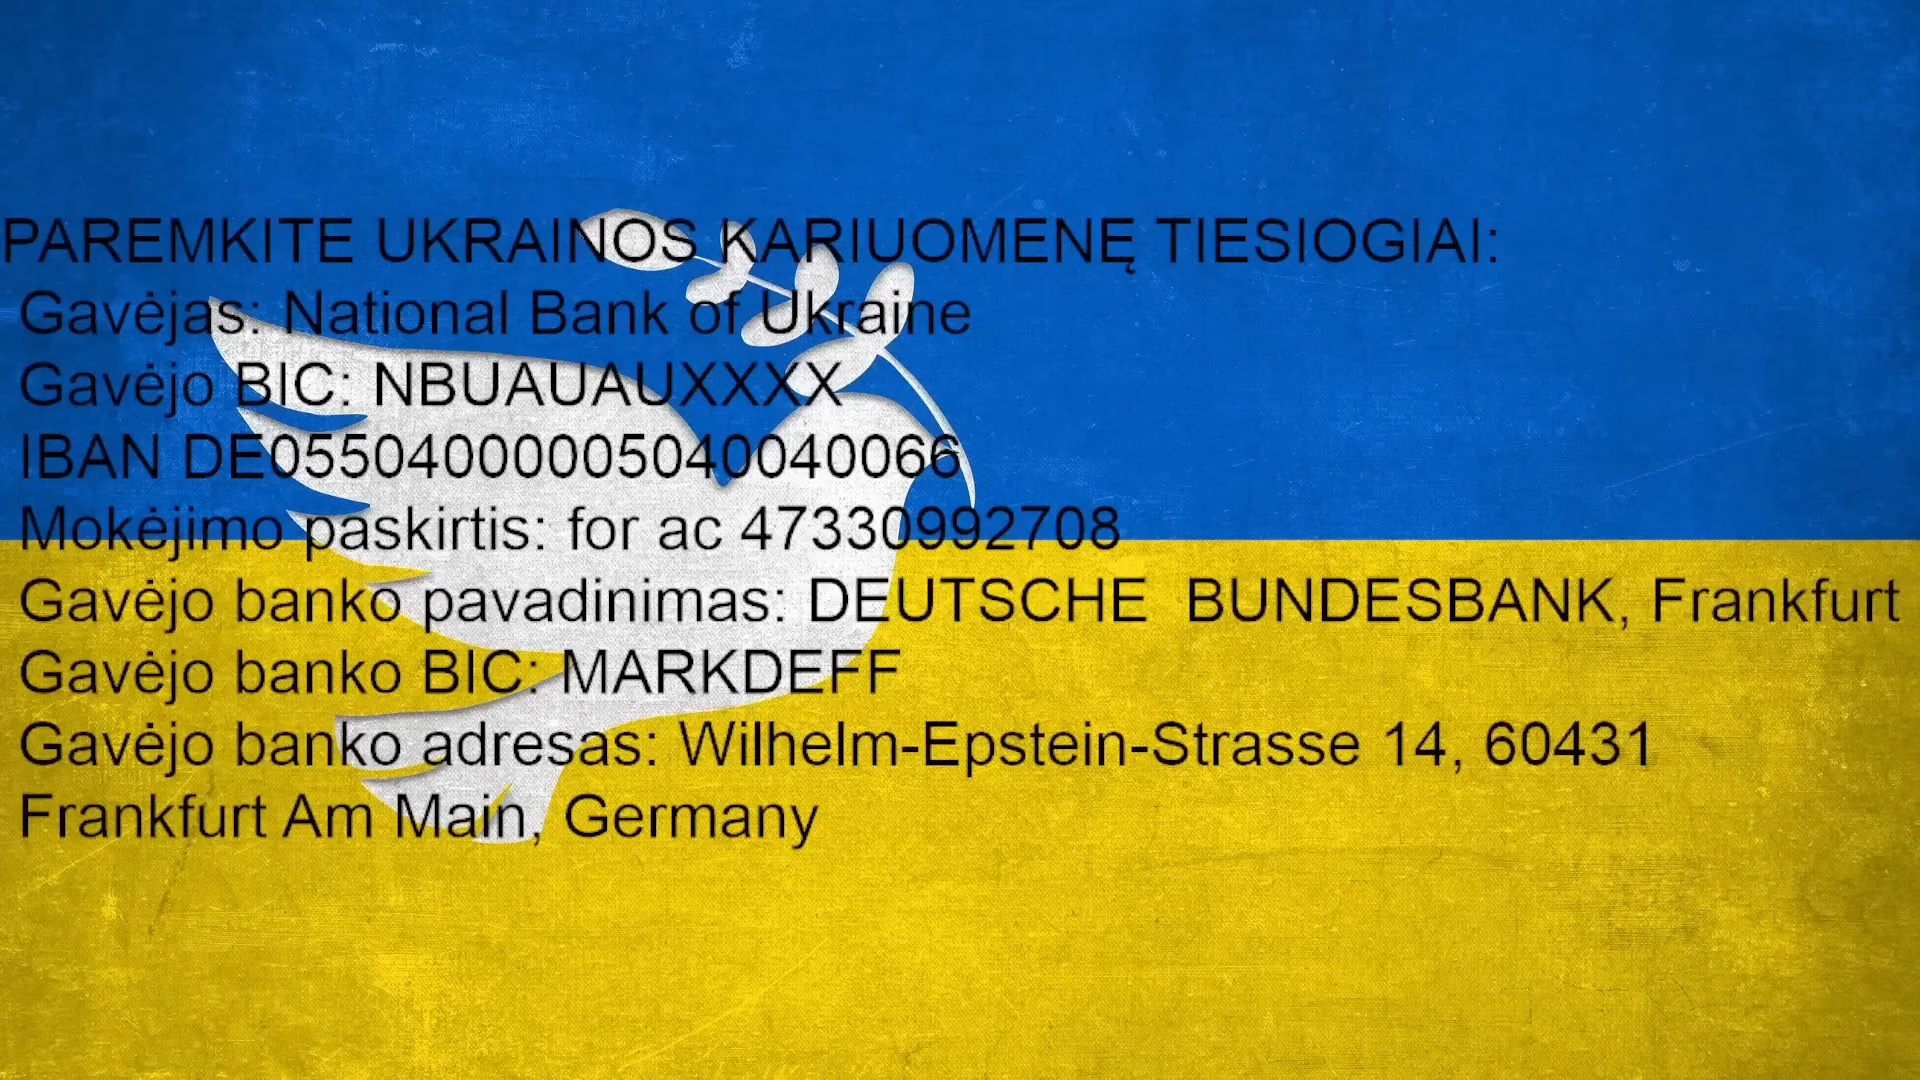 PAREMKITE UKRAINOS KARIUOMENĘ TIESIOGIAI:
Gavėjas: National Bank of Ukraine
Gavėjo BIC: NBUAUAUXXXX
IBAN DE05504000005040040066
Mokėjimo paskirtis: for ac 47330992708
Gavėjo banko pavadinimas: DEUTSCHE  BUNDESBANK, Frankfurt
Gavėjo banko BIC: MARKDEFF
Gavėjo banko adresas: Wilhelm-Epstein-Strasse 14, 60431
Frankfurt Am Main, Germany